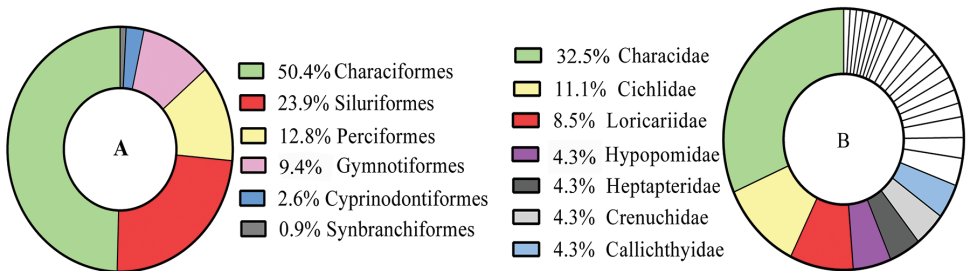 A
50.4% Characiformes
23.9% Siluriformes
12.8% Perciformes
9.4% Gymnotiformes
2.6% Cyprinodontiformes
0.9% Synbranchiformes
32.5% Characidae
11.1% Cichlidae
8.5% Loricariidae
4.3% Hypopomidae
4.3% Heptapteridae
4.3% Crenuchidae
4.3% Callichthyidae
B